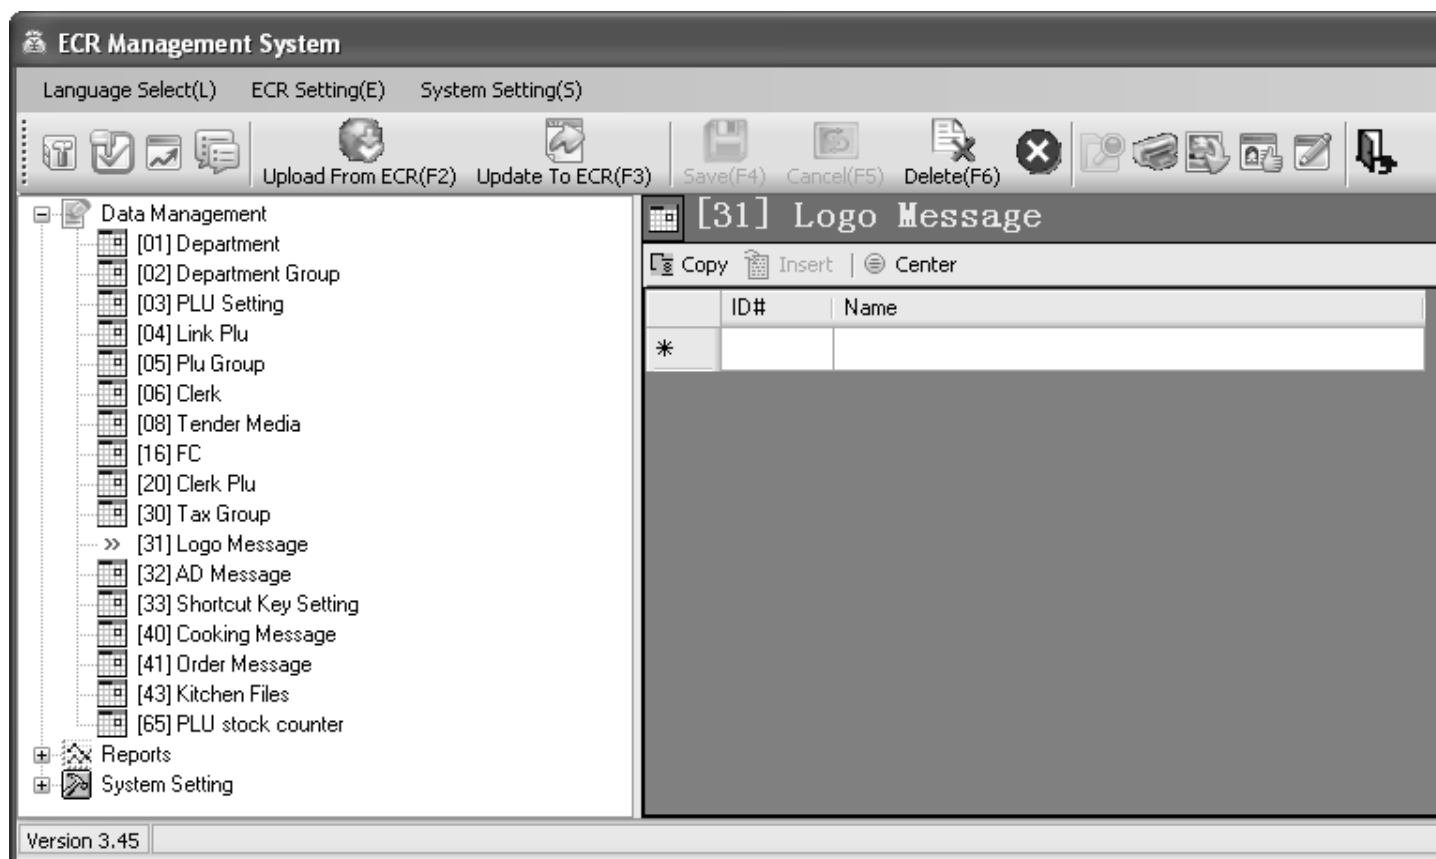 ECR Management System
Language Select(L) ECR Setting(E) System Setting(S)
Upload From ECR(F2) Update To ECR(F3) Save(F4) Cancel(F5) Delete(F6)
Data Management
[01] Department
[02] Department Group
[03] PLU Setting
[04] Link Plu
[05] Plu Group
[06] Clerk
[08] Tender Media
[16] FC
[20] Clerk Plu
[30] Tax Group
[31] Logo Message
[32] AD Message
[33] Shortcut Key Setting
[40] Cooking Message
[41] Order Message
[43] Kitchen Files
[65] PLU stock counter
Reports
System Setting
[31] Logo Message
Copy Insert Center
ID# Name
Version 3.45